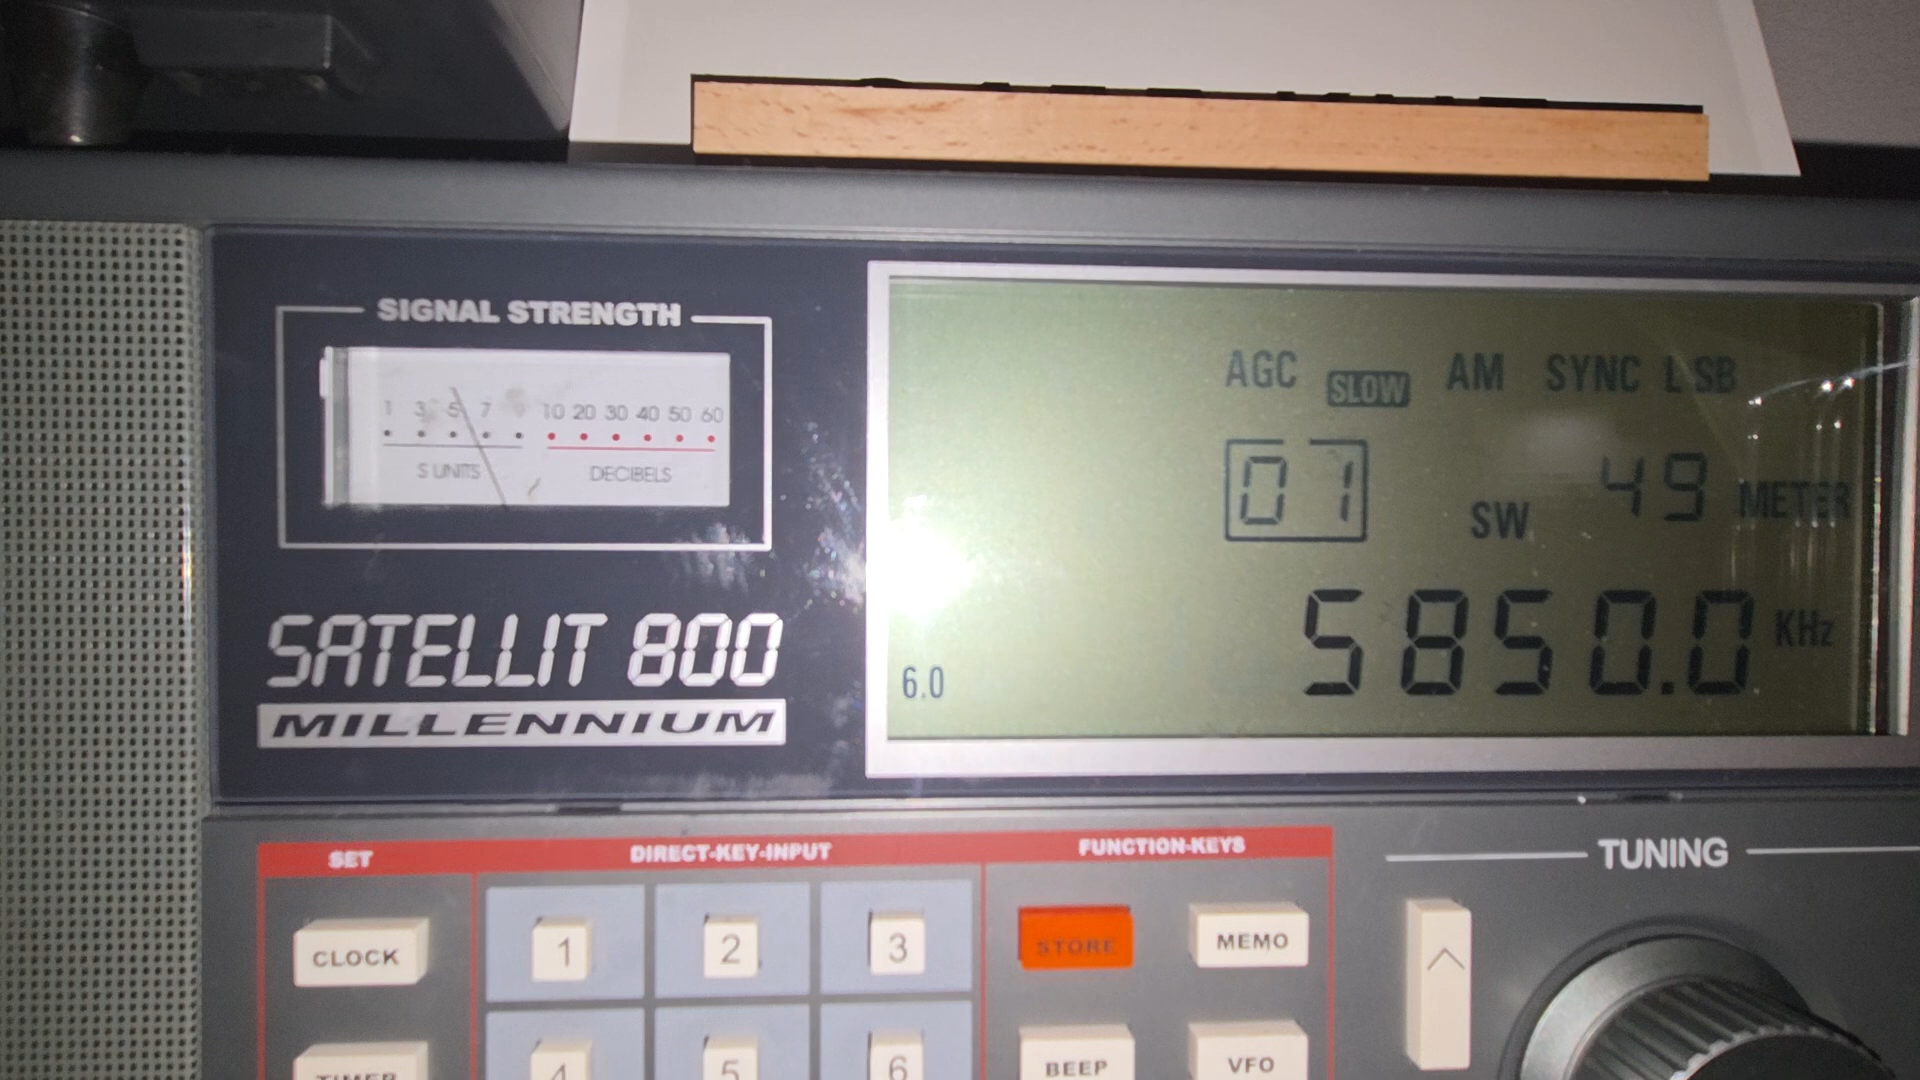 SIGNAL STRENGTH
1 3 5 7 9 10 20 30 40 50 60
S UNITS DECIBELS
SATELLIT 800
MILLENNIUM
AGC SLOW AM SYNC LSB
07 SW 49 METER
6.0 5850.0 KHz
SET DIRECT-KEY-INPUT FUNCTION-KEYS
TUNING
CLOCK 1 2 3 STORE MEMO
TIMER 4 5 6 BEEP VFO